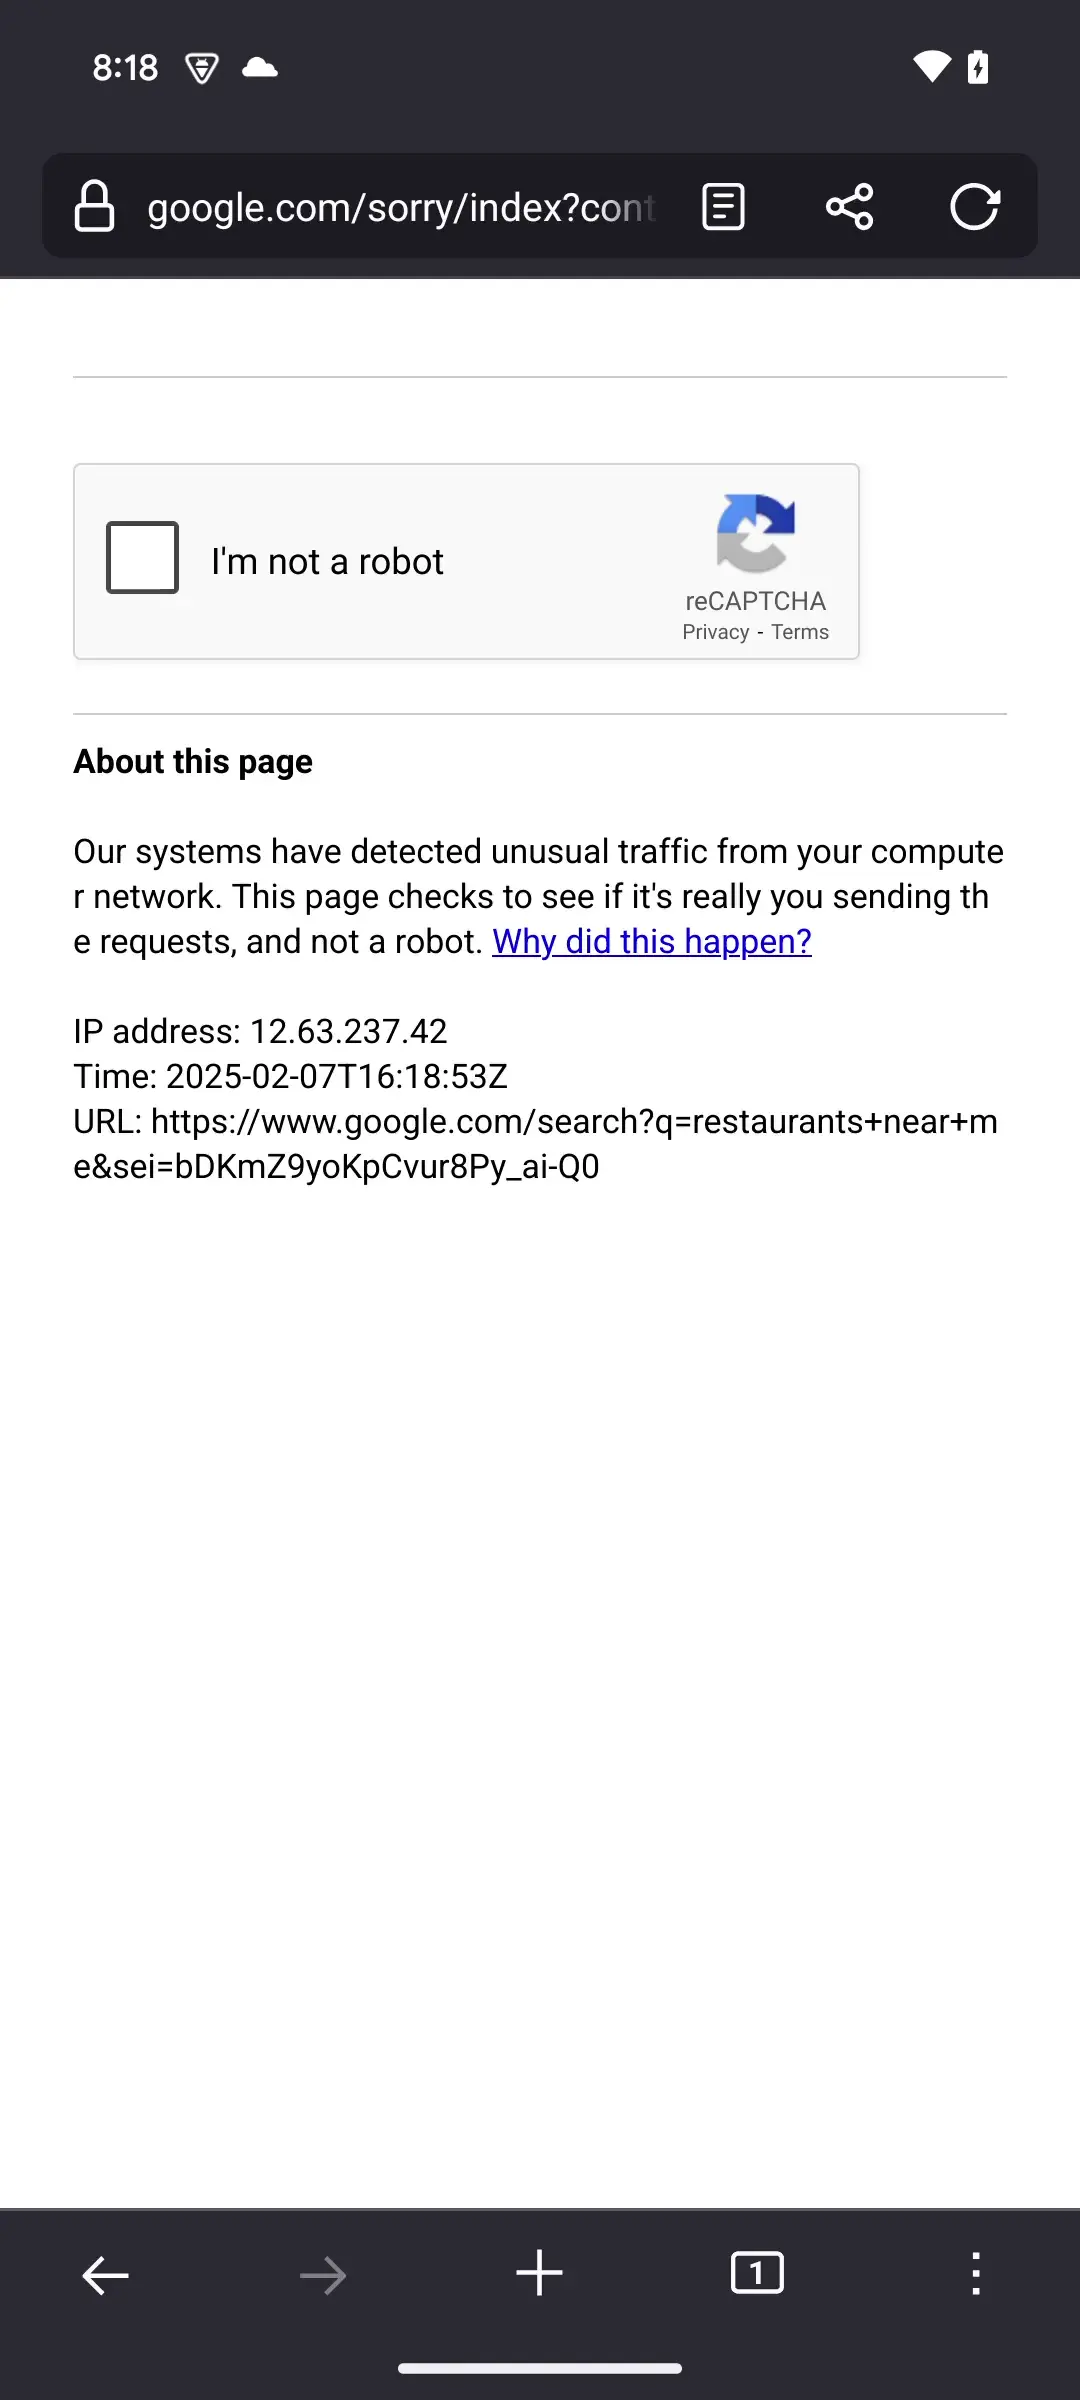 8:18
google.com/sorry/index?cont
I'm not a robot
reCAPTCHA
Privacy - Terms
About this page
Our systems have detected unusual traffic from your compute
r network. This page checks to see if it's really you sending th
e requests, and not a robot. Why did this happen?
IP address: 12.63.237.42
Time: 2025-02-07T16:18:53Z
URL: https://www.google.com/search?q=restaurants+near+m
e&sei=bDKmZ9yoKpCvur8Py_ai-Q0
1